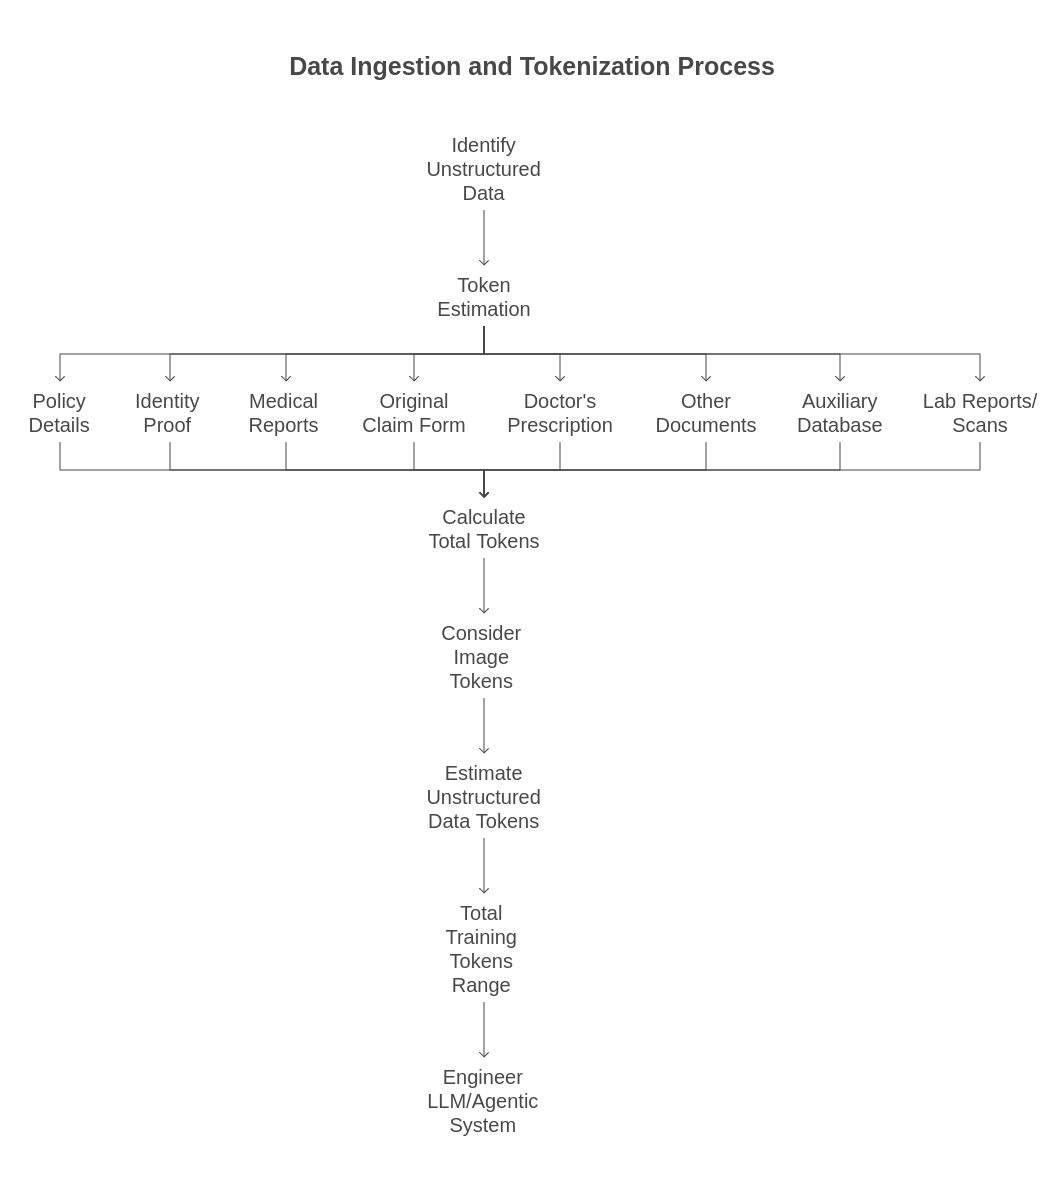 Data Ingestion and Tokenization Process
Identify
Unstructured
Data
Token
Estimation
Policy
Details
Identity
Proof
Medical
Reports
Original
Claim Form
Doctor's
Prescription
Other
Documents
Auxiliary
Database
Lab Reports/
Scans
Calculate
Total Tokens
Consider
Image
Tokens
Estimate
Unstructured
Data Tokens
Total
Training
Tokens
Range
Engineer
LLM/Agentic
System